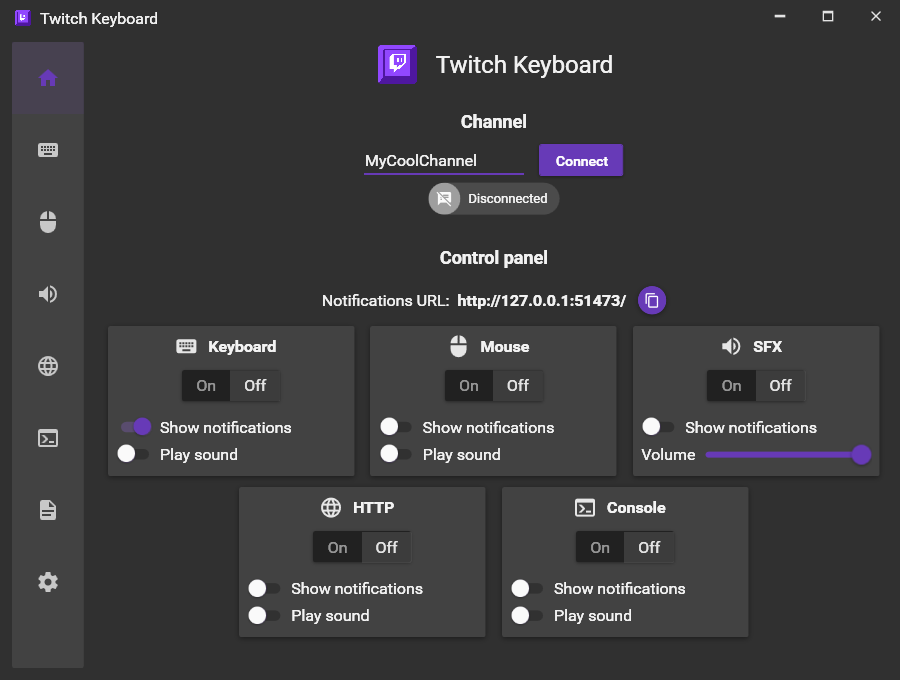 Twitch Keyboard
Twitch Keyboard
Channel
MyCoolChannel Connect
Disconnected
Control panel
Notifications URL: http://127.0.0.1:51473/
Keyboard Mouse SFX
On Off On Off On Off
Show notifications Show notifications Show notifications
Play sound Play sound Volume
HTTP Console
On Off On Off
Show notifications Show notifications
Play sound Play sound